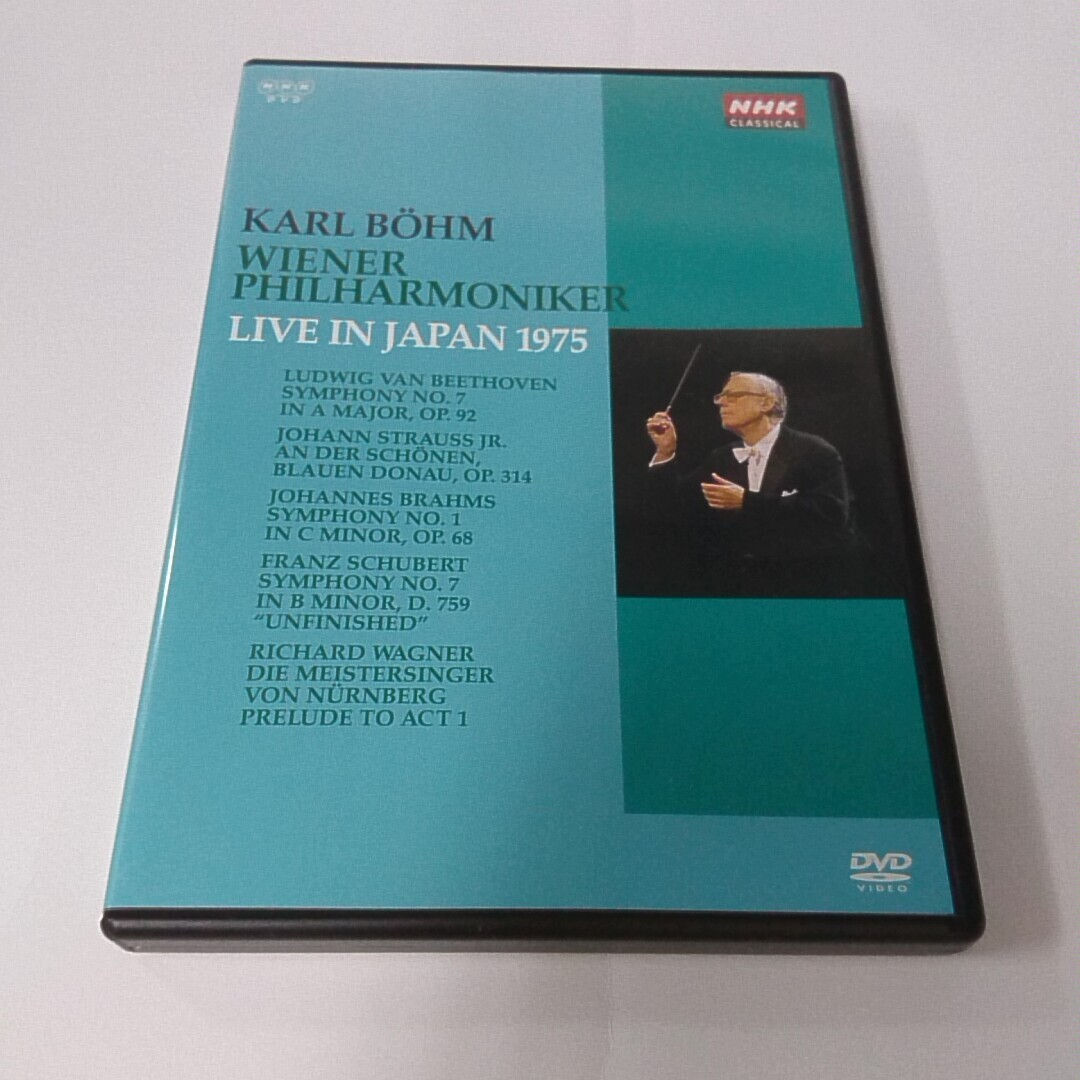 NHK
DVD
NHK
CLASSICAL
KARL BÖHM
WIENER
PHILHARMONIKER
LIVE IN JAPAN 1975
LUDWIG VAN BEETHOVEN
SYMPHONY NO. 7
IN A MAJOR, OP. 92
JOHANN STRAUSS JR.
AN DER SCHÖNEN,
BLAUEN DONAU, OP. 314
JOHANNES BRAHMS
SYMPHONY NO. 1
IN C MINOR, OP. 68
FRANZ SCHUBERT
SYMPHONY NO. 7
IN B MINOR, D. 759
“UNFINISHED”
RICHARD WAGNER
DIE MEISTERSINGER
VON NÜRNBERG
PRELUDE TO ACT 1
DVD
VIDEO